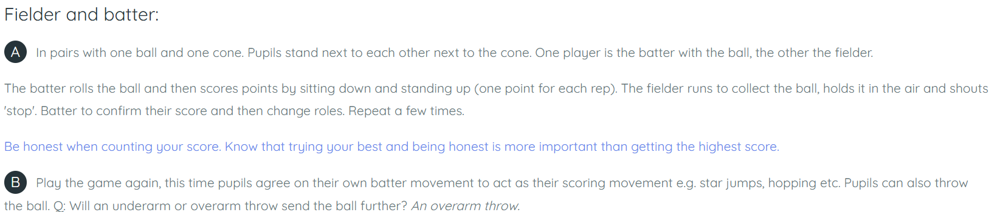 Fielder and batter:
A In pairs with one ball and one cone. Pupils stand next to each other next to the cone. One player is the batter with the ball, the other the fielder.
The batter rolls the ball and then scores points by sitting down and standing up (one point for each rep). The fielder runs to collect the ball, holds it in the air and shouts
'stop'. Batter to confirm their score and then change roles. Repeat a few times.
Be honest when counting your score. Know that trying your best and being honest is more important than getting the highest score.
B Play the game again, this time pupils agree on their own batter movement to act as their scoring movement e.g. star jumps, hopping etc. Pupils can also throw
the ball. Q: Will an underarm or overarm throw send the ball further? An overarm throw.